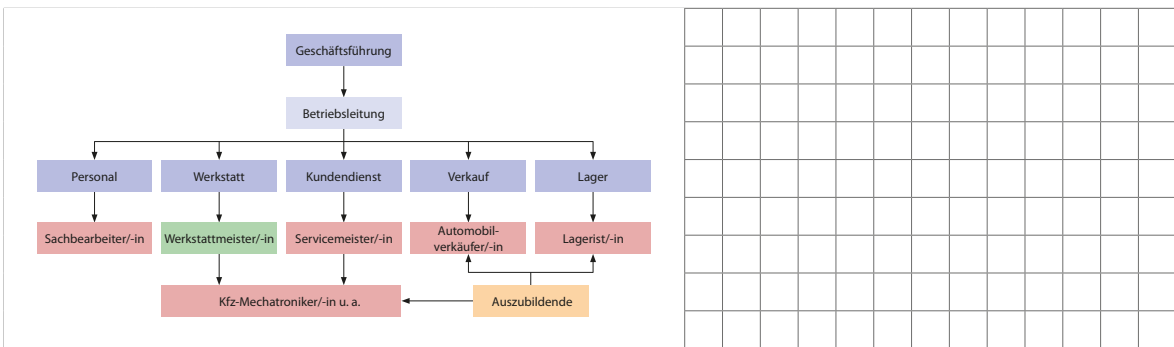 Geschäftsführung
Betriebsleitung
Personal
Werkstatt
Kundendienst
Verkauf
Lager
Sachbearbeiter/-in
Werkstattmeister/-in
Servicemeister/-in
Automobil-
verkäufer/-in
Lagerist/-in
Kfz-Mechatroniker/-in u. a.
Auszubildende